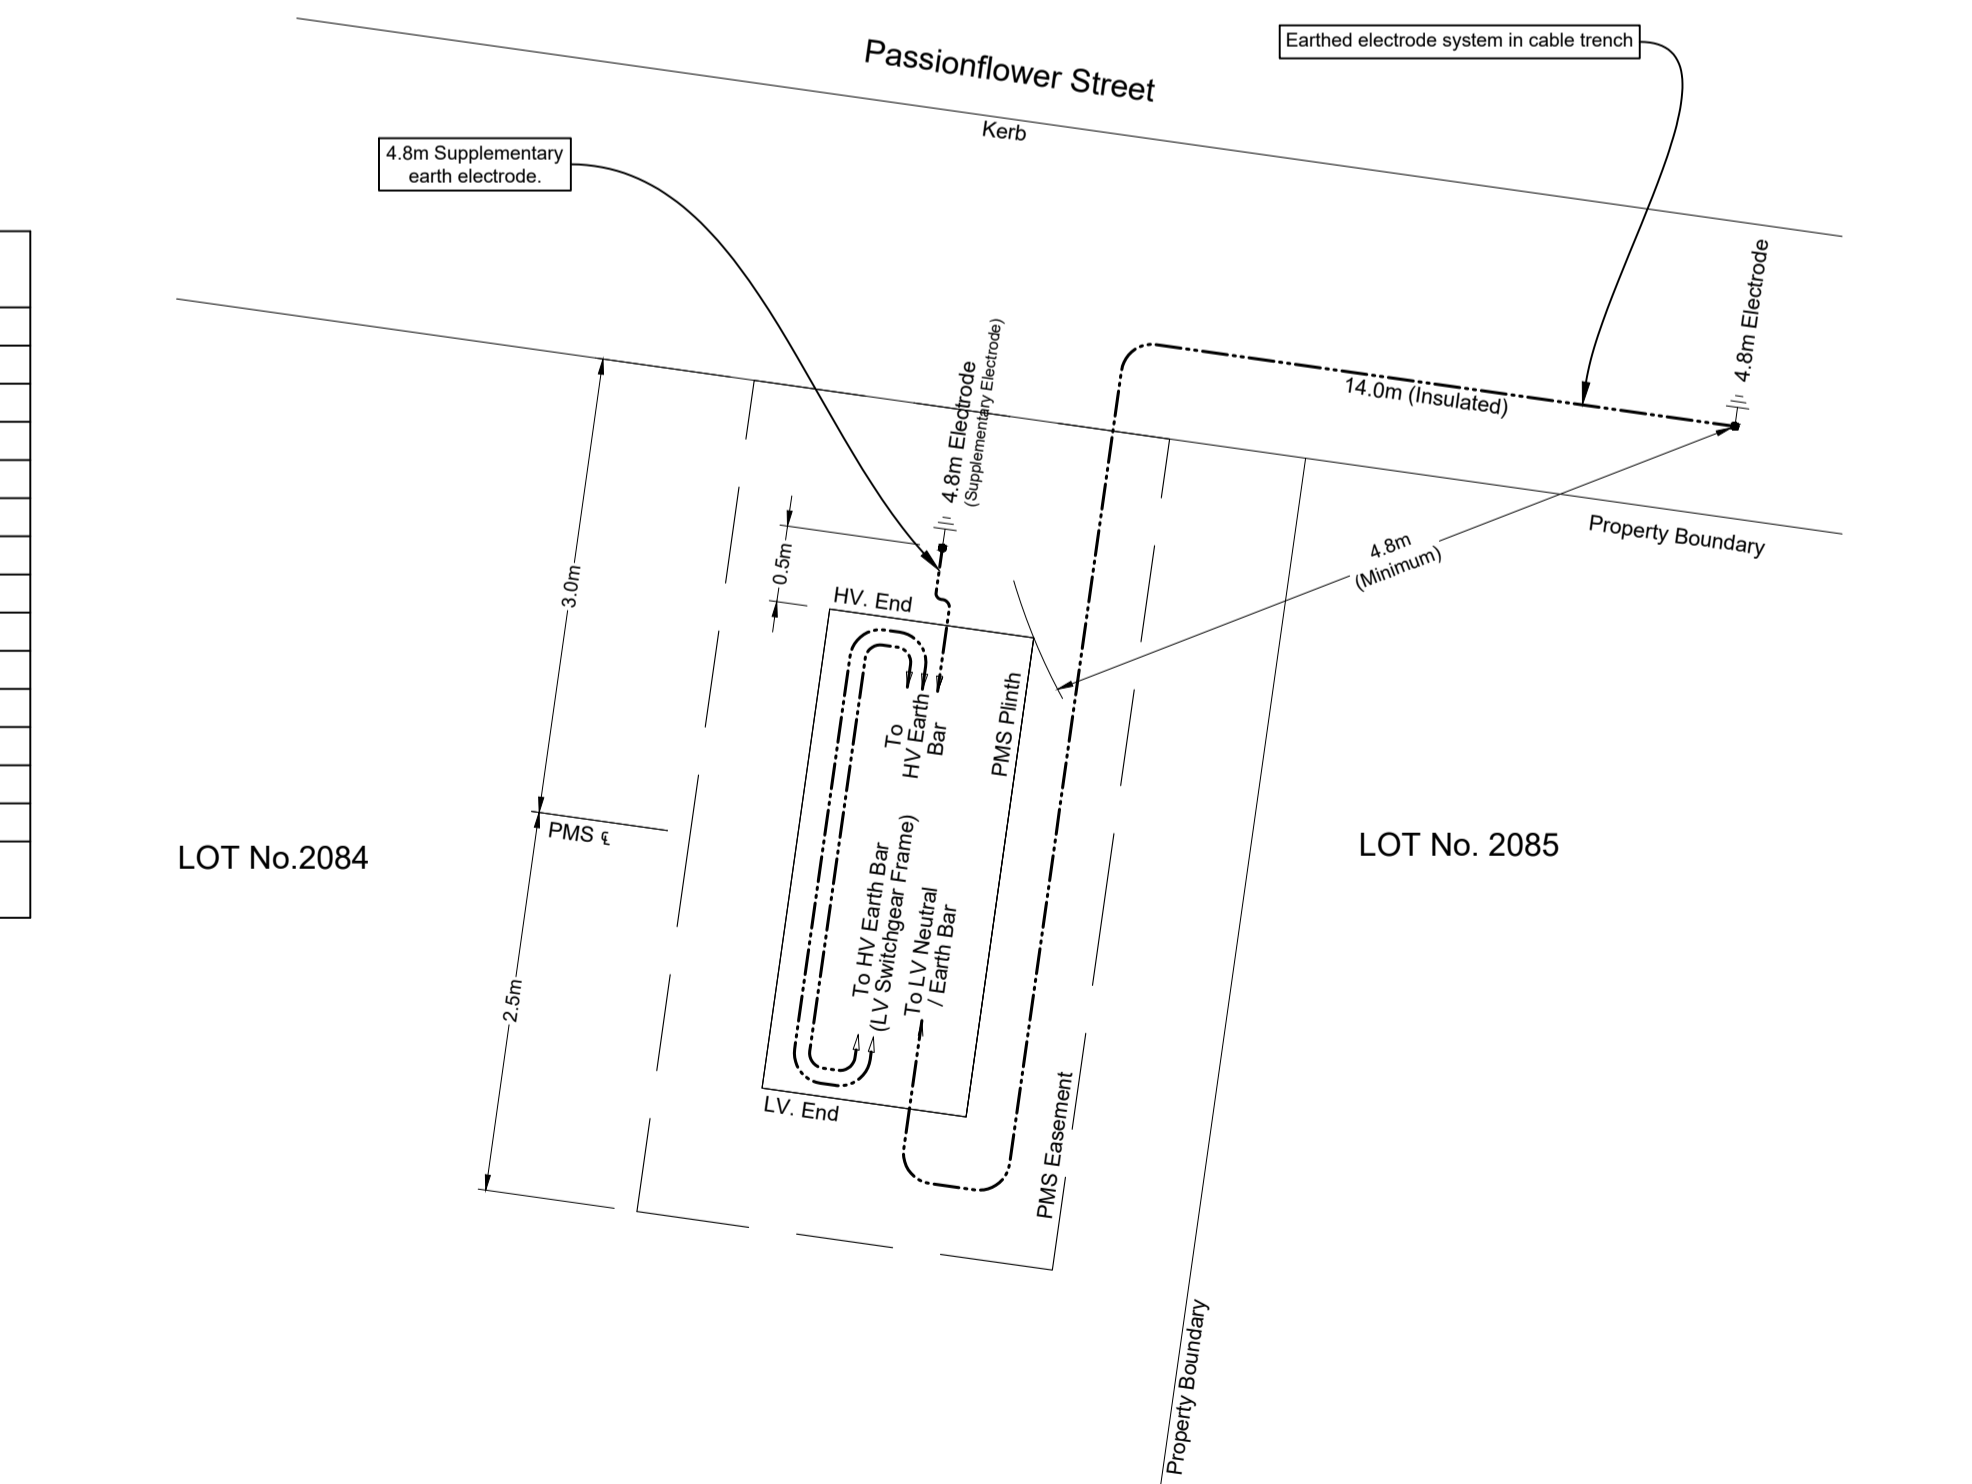 Earthed electrode system in cable trench
Passionflower Street
Kerb
4.8m Supplementary
earth electrode.
4.8m Electrode
4.8m Electrode
(Supplementary Electrode)
14.0m (Insulated)
Property Boundary
4.8m
(Minimum)
0.5m
3.0m
HV. End
To
HV Earth
Bar
PMS Plinth
PMS ℄
LOT No.2084
LOT No. 2085
To HV Earth Bar
(LV Switchgear Frame)
To LV Neutral
/ Earth Bar
2.5m
LV. End
PMS Easement
Property Boundary